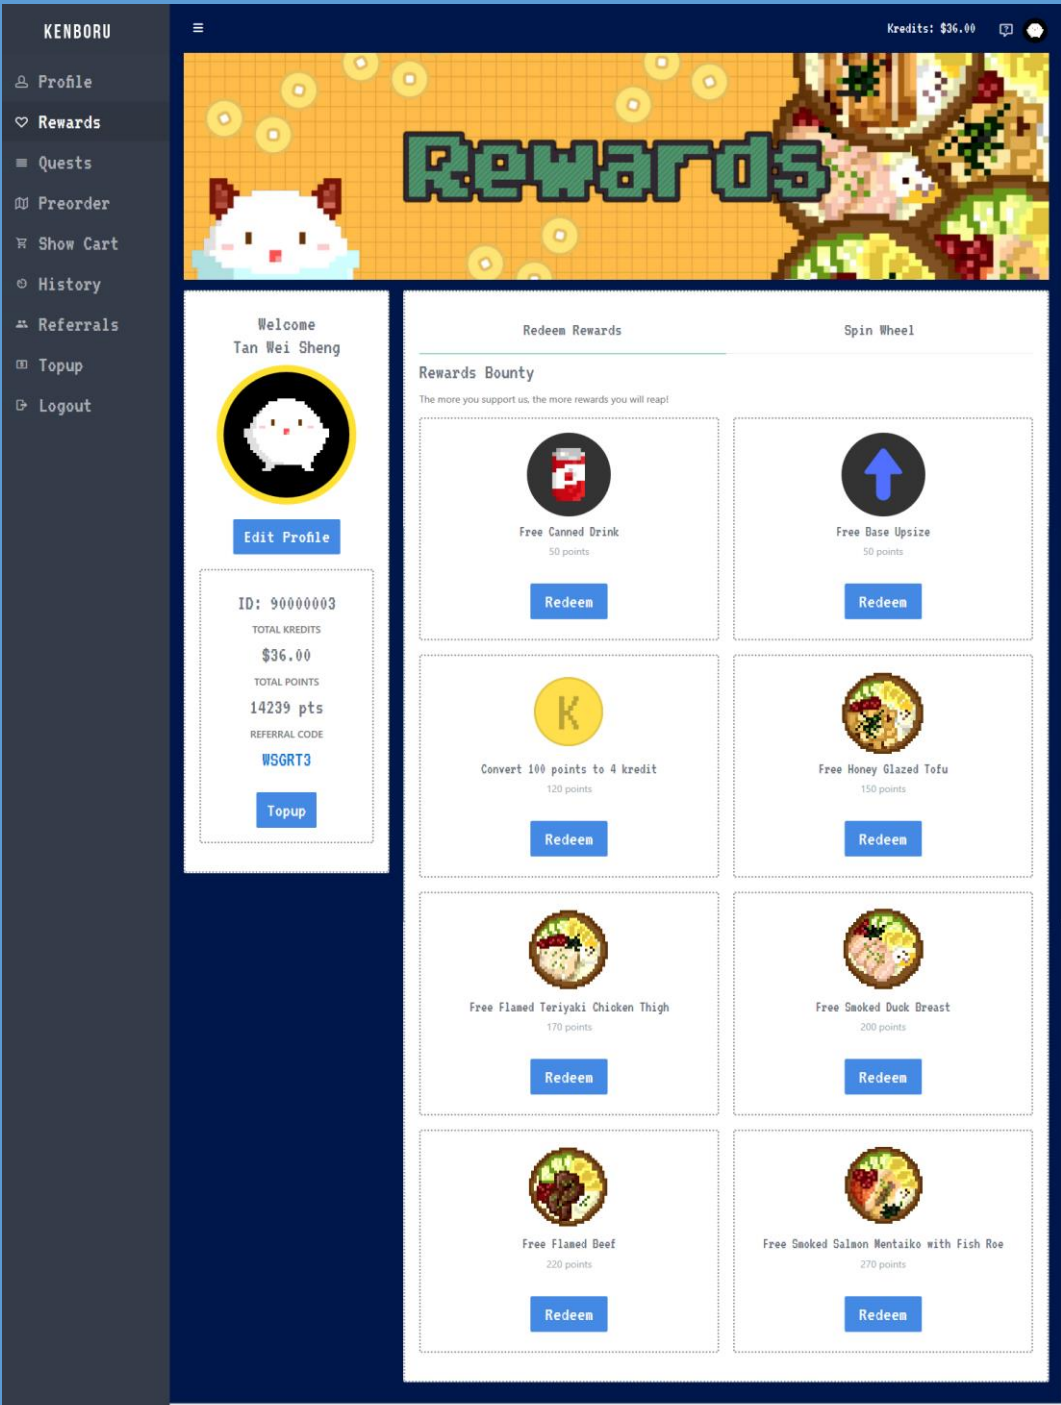 KENBORU
Profile
Rewards
Quests
Preorder
Show Cart
History
Referrals
Topup
Logout
Kredits: $36.00
Rewards
Welcome
Tan Wei Sheng
Edit Profile
ID: 90000003
TOTAL KREDITS
$36.00
TOTAL POINTS
14239 pts
REFERRAL CODE
WSGRT3
Topup
Redeem Rewards
Spin Wheel
Rewards Bounty
The more you support us, the more rewards you will reap!
Free Canned Drink
50 points
Redeem
Free Base Upsize
50 points
Redeem
K
Convert 100 points to 4 kredit
120 points
Redeem
Free Honey Glazed Tofu
150 points
Redeem
Free Flamed Teriyaki Chicken Thigh
170 points
Redeem
Free Smoked Duck Breast
200 points
Redeem
Free Flamed Beef
220 points
Redeem
Free Smoked Salmon Mentaiko with Fish Roe
270 points
Redeem